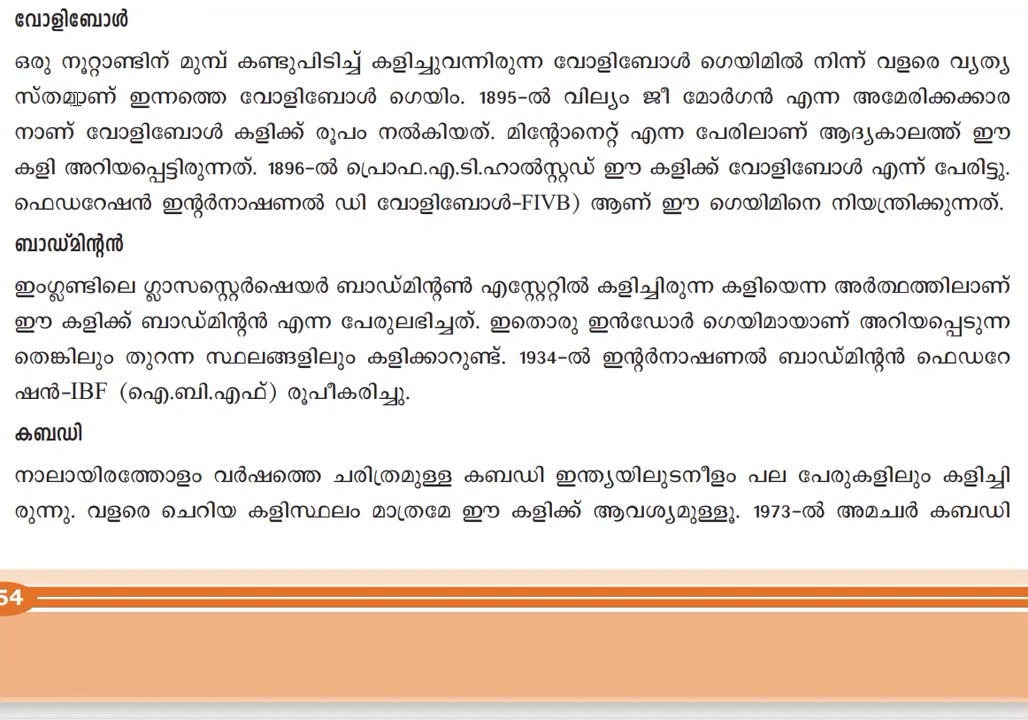 വോളിബോൾ
ഒരു നൂറ്റാണ്ടിന് മുമ്പ് കണ്ടുപിടിച്ച് കളിച്ചുവന്നിരുന്ന വോളിബോൾ ഗെയിമിൽ നിന്ന് വളരെ വ്യത്യ
സ്തമാണ് ഇന്നത്തെ വോളിബോൾ ഗെയിം. 1895-ൽ വില്യം ജീ മോർഗൻ എന്ന അമേരിക്കക്കാര
നാണ് വോളിബോൾ കളിക്ക് രൂപം നൽകിയത്. മിന്റോനെറ്റ് എന്ന പേരിലാണ് ആദ്യകാലത്ത് ഈ
കളി അറിയപ്പെട്ടിരുന്നത്. 1896-ൽ പ്രൊഫ.എ.ടി.ഹാൽസ്റ്റഡ് ഈ കളിക്ക് വോളിബോൾ എന്ന് പേരിട്ടു.
ഫെഡറേഷൻ ഇന്റർനാഷണൽ ഡി വോളിബോൾ-FIVB) ആണ് ഈ ഗെയിമിനെ നിയന്ത്രിക്കുന്നത്.
ബാഡ്മിന്റൻ
ഇംഗ്ലണ്ടിലെ ഗ്ലാസസ്റ്റെർഷെയർ ബാഡ്മിന്റൺ എസ്റ്റേറ്റിൽ കളിച്ചിരുന്ന കളിയെന്ന അർത്ഥത്തിലാണ്
ഈ കളിക്ക് ബാഡ്മിന്റൻ എന്ന പേരുലഭിച്ചത്. ഇതൊരു ഇൻഡോർ ഗെയിമായാണ് അറിയപ്പെടുന്ന
തെങ്കിലും തുറന്ന സ്ഥലങ്ങളിലും കളിക്കാറുണ്ട്. 1934-ൽ ഇന്റർനാഷണൽ ബാഡ്മിന്റൻ ഫെഡറേ
ഷൻ-IBF (ഐ.ബി.എഫ്) രൂപീകരിച്ചു.
കബഡി
നാലായിരത്തോളം വർഷത്തെ ചരിത്രമുള്ള കബഡി ഇന്ത്യയിലുടനീളം പല പേരുകളിലും കളിച്ചി
രുന്നു. വളരെ ചെറിയ കളിസ്ഥലം മാത്രമേ ഈ കളിക്ക് ആവശ്യമുള്ളൂ. 1973-ൽ അമച്വർ കബഡി
54